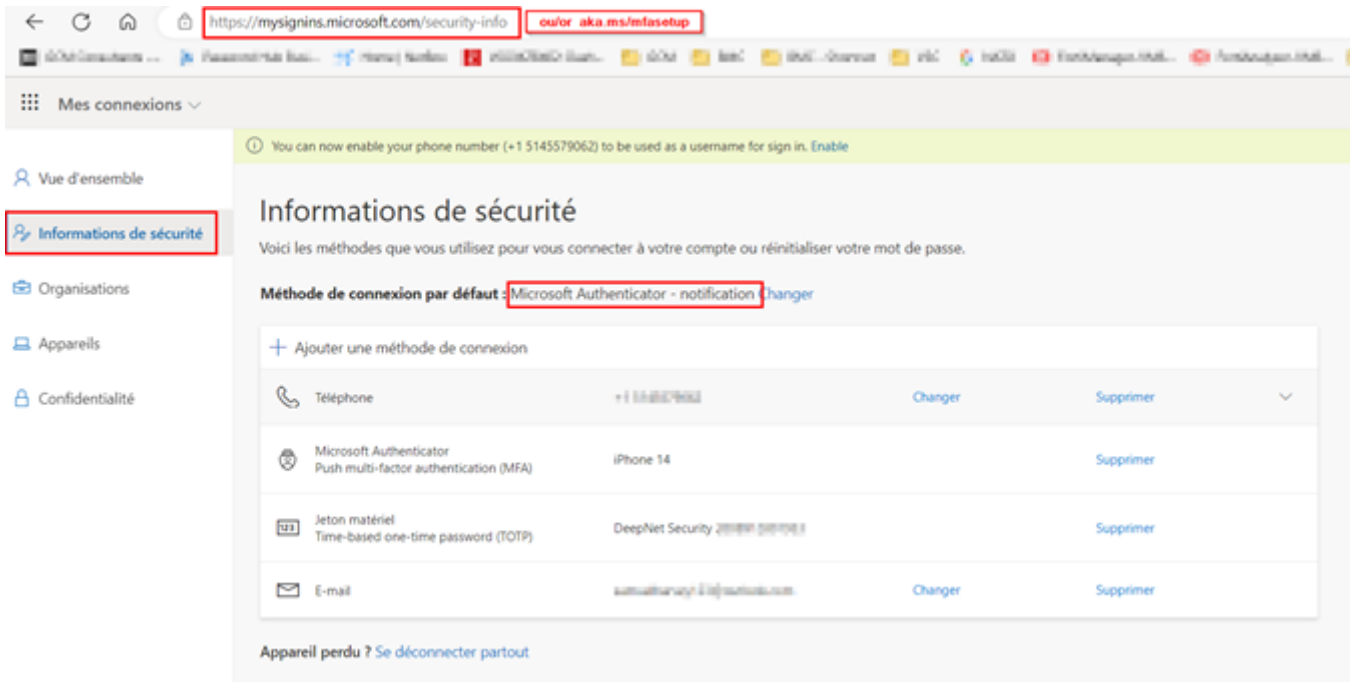 https://mysignins.microsoft.com/security-info ou/or aka.ms/mfasetup
Mes connexions
You can now enable your phone number (+1 5145579062) to be used as a username for sign in. Enable
Vue d'ensemble
Informations de sécurité
Organisations
Appareils
Confidentialité
Informations de sécurité
Voici les méthodes que vous utilisez pour vous connecter à votre compte ou réinitialiser votre mot de passe.
Méthode de connexion par défaut : Microsoft Authenticator - notification Changer
Ajouter une méthode de connexion
Téléphone Changer Supprimer
Microsoft Authenticator
Push multi-factor authentication (MFA) iPhone 14 Supprimer
123
Jeton matériel
Time-based one-time password (TOTP) DeepNet Security Supprimer
E-mail Changer Supprimer
Appareil perdu ? Se déconnecter partout